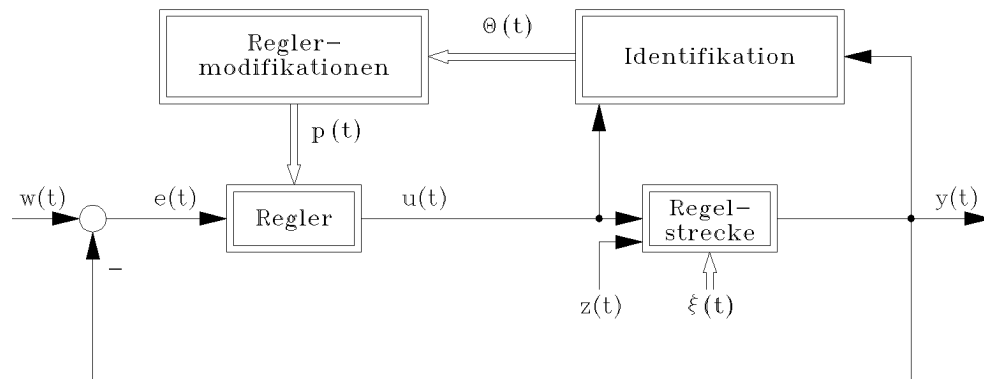 Regler-
modifikationen
Θ(t)
Identifikation
p(t)
w(t)
e(t)
Regler
u(t)
Regel-
strecke
y(t)
-
z(t)
ξ(t)